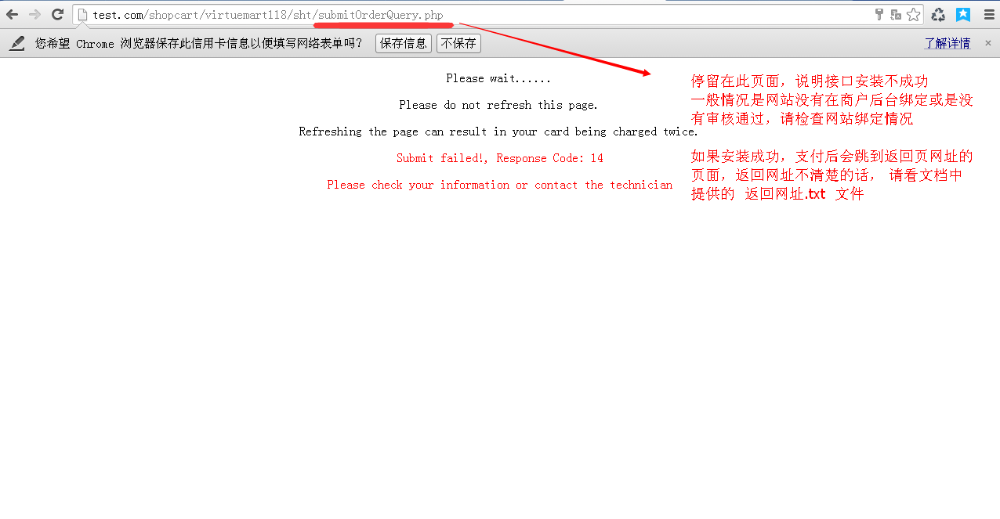 test.com/shopcart/virtuemart118/sht/submitOrderQuery.php
您希望 Chrome 浏览器保存此信用卡信息以便填写网络表单吗？ 保存信息 不保存 了解详情 ×
Please wait......
Please do not refresh this page.
Refreshing the page can result in your card being charged twice.
Submit failed!, Response Code: 14
Please check your information or contact the technician
停留在此页面，说明接口安装不成功
一般情况是网站没有在商户后台绑定或是没
有审核通过，请检查网站绑定情况
如果安装成功，支付后会跳到返回页网址的
页面，返回网址不清楚的话， 请看文档中
提供的 返回网址.txt 文件